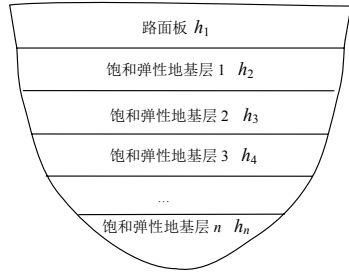 路面板 h₁
饱和弹性地基层 1 h₂
饱和弹性地基层 2 h₃
饱和弹性地基层 3 h₄
...
饱和弹性地基层 n hₙ